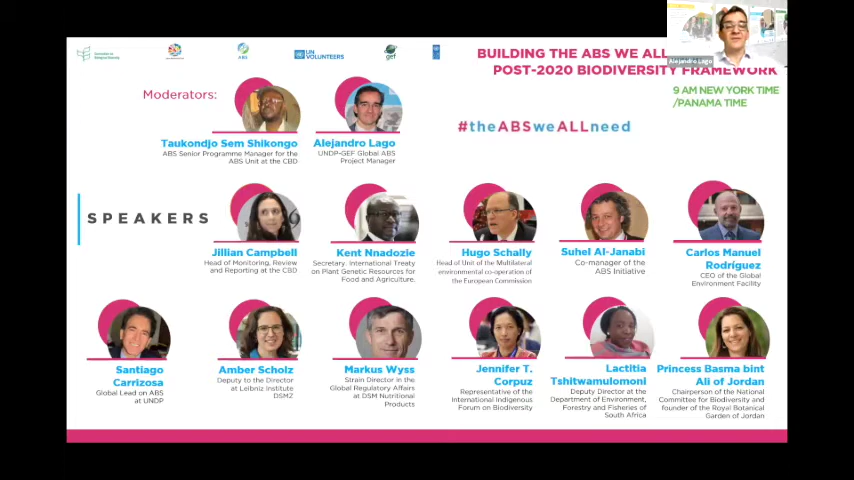 UN
VOLUNTEERS
gef
ABS
BUILDING THE ABS WE ALL
POST-2020 BIODIVERSITY FRAMEWORK
Alejandro Lago
9 AM NEW YORK TIME
/PANAMA TIME
Moderators:
#theABSweALLneed
Taukondjo Sem Shikongo
ABS Senior Programme Manager for the
ABS Unit at the CBD
Alejandro Lago
UNDP-GEF Global ABS
Project Manager
SPEAKERS
Jillian Campbell
Head of Monitoring, Review
and Reporting at the CBD
Kent Nnadozie
Secretary. International Treaty
on Plant Genetic Resources for
Food and Agriculture.
Hugo Schally
Head of Unit of the Multilateral
environmental co-operation of
the European Commission
Suhel Al-Janabi
Co-manager of the
ABS Initiative
Carlos Manuel
Rodríguez
CEO of the Global
Environment Facility
Santiago
Carrizosa
Global Lead on ABS
at UNDP
Amber Scholz
Deputy to the Director
at Leibniz Institute
DSMZ
Markus Wyss
Strain Director in the
Global Regulatory Affairs
at DSM Nutritional
Products
Jennifer T.
Corpuz
Representative of the
International Indigenous
Forum on Biodiversity
Lactitia
Tshitwamulomoni
Deputy Director at the
Department of Environment,
Forestry and Fisheries of
South Africa
Princess Basma bint
Ali of Jordan
Chairperson of the National
Committee for Biodiversity and
founder of the Royal Botanical
Garden of Jordan